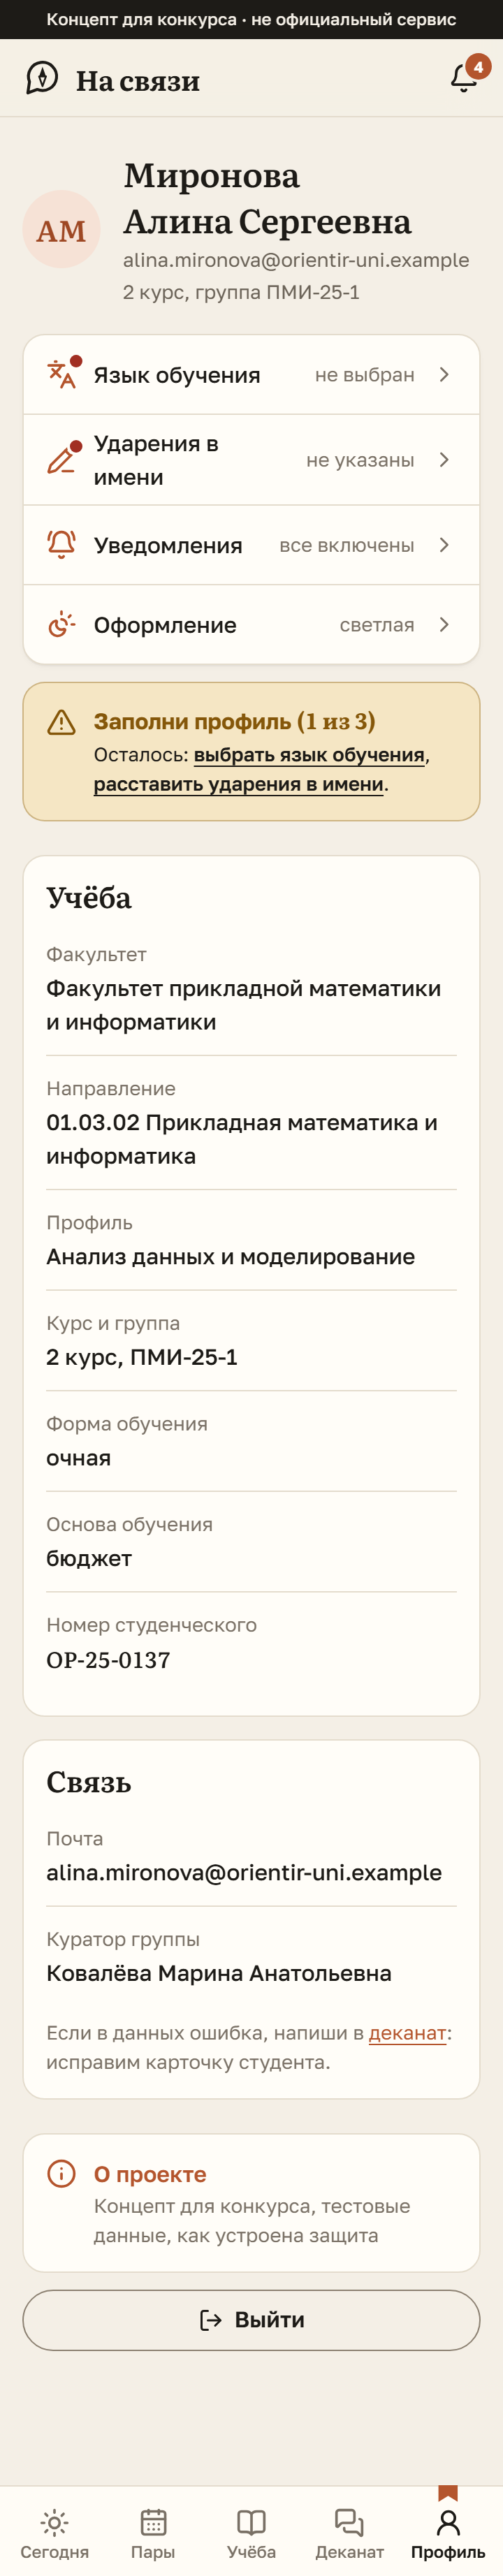 Концепт для конкурса · не официальный сервис
На связи
4
АМ
Миронова
Алина Сергеевна
alina.mironova@orientir-uni.example
2 курс, группа ПМИ-25-1
Язык обучения не выбран
Ударения в
имени
не указаны
Уведомления все включены
Оформление светлая
Заполни профиль (1 из 3)
Осталось: выбрать язык обучения,
расставить ударения в имени.
Учёба
Факультет
Факультет прикладной математики
и информатики
Направление
01.03.02 Прикладная математика и
информатика
Профиль
Анализ данных и моделирование
Курс и группа
2 курс, ПМИ-25-1
Форма обучения
очная
Основа обучения
бюджет
Номер студенческого
ОР-25-0137
Связь
Почта
alina.mironova@orientir-uni.example
Куратор группы
Ковалёва Марина Анатольевна
Если в данных ошибка, напиши в деканат:
исправим карточку студента.
О проекте
Концепт для конкурса, тестовые
данные, как устроена защита
Выйти
Сегодня Пары Учёба Деканат Профиль